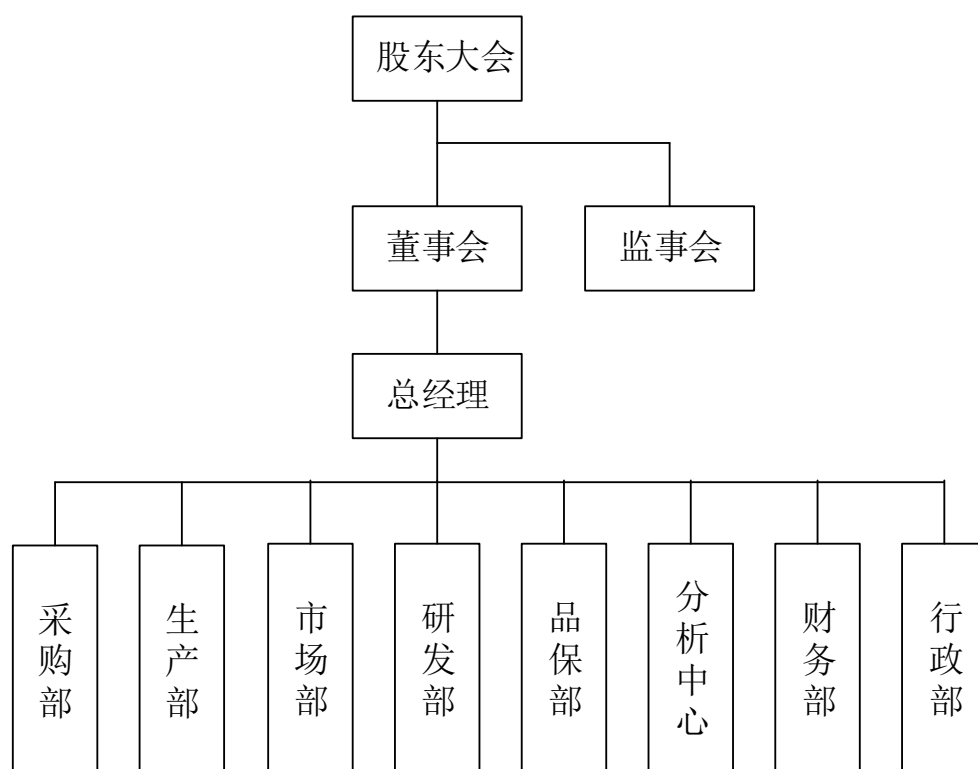 股东大会
董事会
监事会
总经理
采购部
生产部
市场部
研发部
品保部
分析中心
财务部
行政部